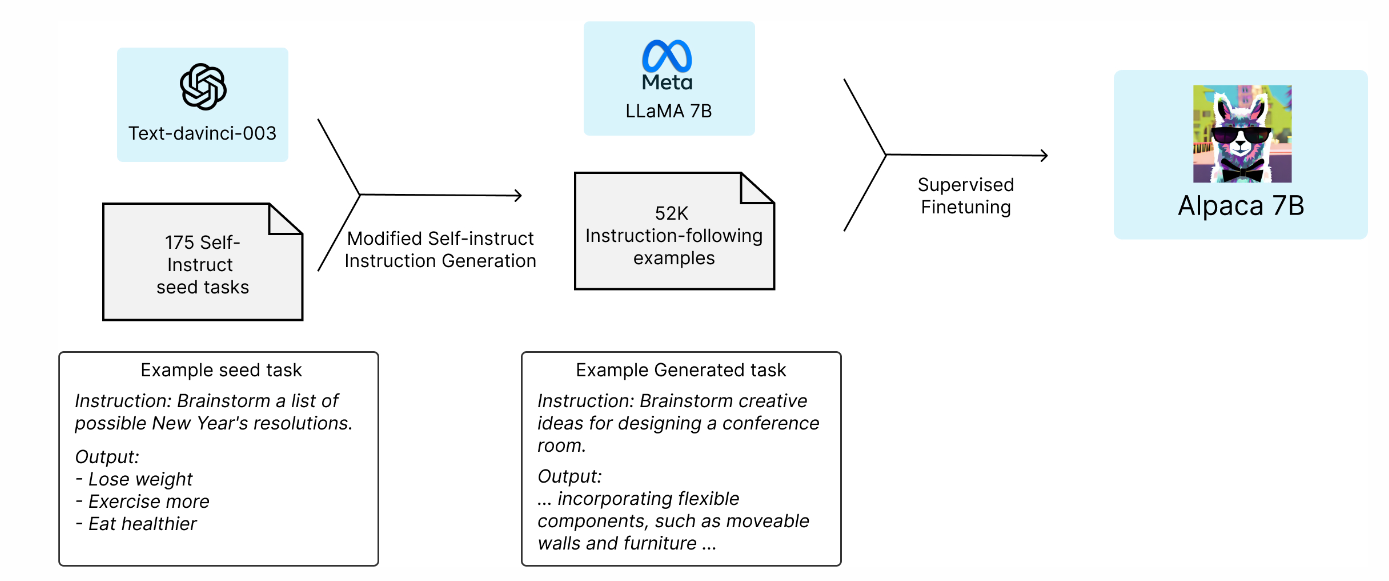 Text-davinci-003
175 Self-
Instruct
seed tasks
Modified Self-instruct
Instruction Generation
Meta
LLaMA 7B
52K
Instruction-following
examples
Supervised
Finetuning
Alpaca 7B
Example seed task
Instruction: Brainstorm a list of
possible New Year's resolutions.
Output:
- Lose weight
- Exercise more
- Eat healthier
Example Generated task
Instruction: Brainstorm creative
ideas for designing a conference
room.
Output:
... incorporating flexible
components, such as moveable
walls and furniture ...